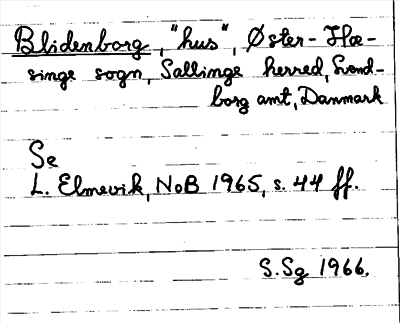 Blidenborg, "hus", Øster-Hæ-
singe sogn, Sallinge herred, Svend-
borg amt, Danmark
Se
L. Elmevik, NoB 1965, s. 44 ff.
S.Sg 1966.